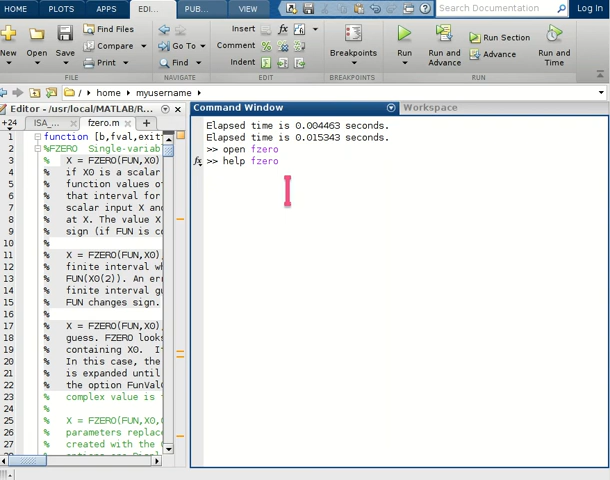 HOME PLOTS APPS EDI... PUB... VIEW Search Documentation Log In
New Open Save Find Files Compare Print Go To Find Insert fx Comment Indent Breakpoints Run Run and Advance Run Section Advance Run and Time
FILE NAVIGATE EDIT BREAKPOINTS RUN
/ home myusername
Editor - /usr/local/MATLAB/R...
+24 ISA_... fzero.m
1 function [b,fval,exit
2 %FZERO Single-variab
3 % X = FZERO(FUN,X0)
4 % if X0 is a scalar
5 % function values of
6 % that interval for
7 % scalar input X and
8 % at X. The value X
9 % sign (if FUN is co
10 %
11 % X = FZERO(FUN,X0),
12 % finite interval wh
13 % FUN(X0(2)). An err
14 % finite interval gu
15 % FUN changes sign.
16 %
17 % X = FZERO(FUN,X0),
18 % guess. FZERO looks
19 % containing X0. I
20 % In this case, the
21 % is expanded until
22 % the option FunVal
23 % complex value is
24 %
25 % X = FZERO(FUN,X0,
26 % parameters replac
27 % created with the
Command Window
Workspace
Elapsed time is 0.004463 seconds.
Elapsed time is 0.015343 seconds.
>> open fzero
fx >> help fzero